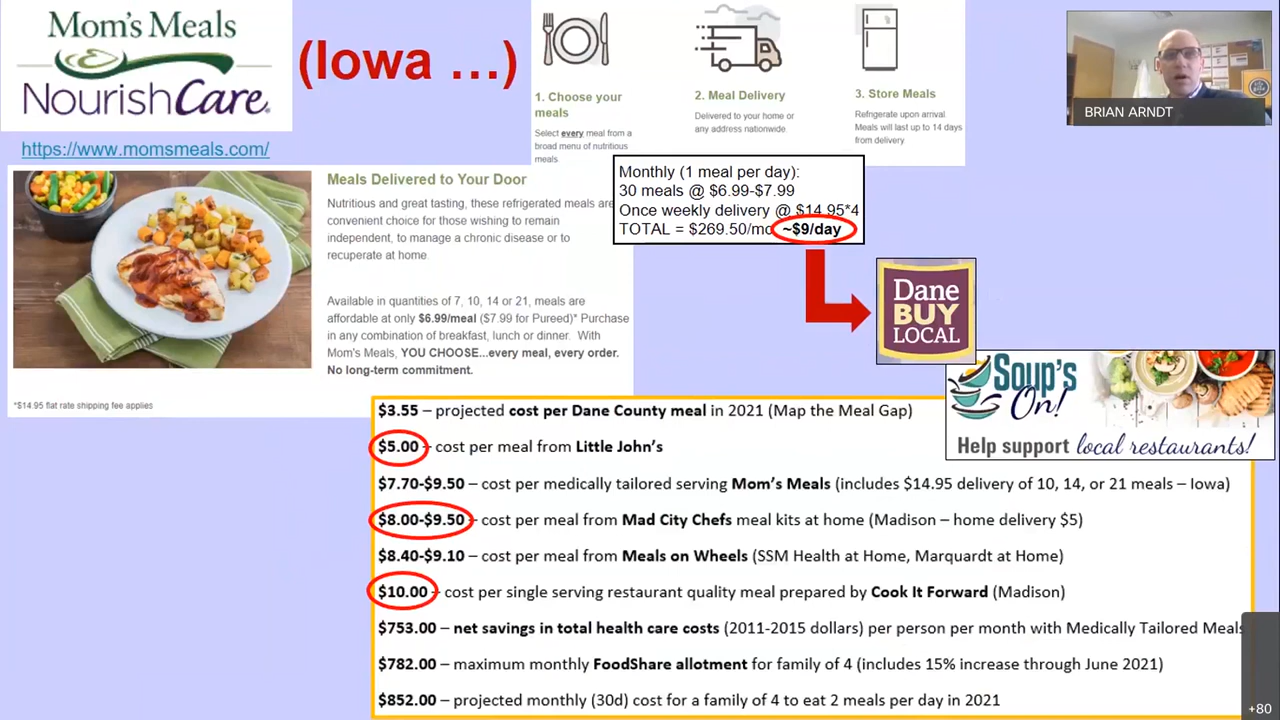 Mom's Meals
NourishCare®
(Iowa …)
https://www.momsmeals.com/
1. Choose your
meals
Select every meal from a
broad menu of nutritious
meals
2. Meal Delivery
Delivered to your home or
any address nationwide
3. Store Meals
Refrigerate upon arrival.
Meals will last up to 14 days
from delivery
BRIAN ARNDT
Meals Delivered to Your Door
Nutritious and great tasting, these refrigerated meals are
convenient choice for those wishing to remain
independent, to manage a chronic disease or to
recuperate at home.
Available in quantities of 7, 10, 14 or 21, meals are
affordable at only $6.99/meal ($7.99 for Pureed)* Purchase
in any combination of breakfast, lunch or dinner. With
Mom's Meals, YOU CHOOSE...every meal, every order.
No long-term commitment.
*$14.95 flat rate shipping fee applies
Monthly (1 meal per day):
30 meals @ $6.99-$7.99
Once weekly delivery @ $14.95*4
TOTAL = $269.50/mo ~$9/day
Dane
BUY
LOCAL
Soup's
On!
Help support local restaurants!
$3.55 – projected cost per Dane County meal in 2021 (Map the Meal Gap)
$5.00 – cost per meal from Little John's
$7.70-$9.50 – cost per medically tailored serving Mom's Meals (includes $14.95 delivery of 10, 14, or 21 meals – Iowa)
$8.00-$9.50 – cost per meal from Mad City Chefs meal kits at home (Madison – home delivery $5)
$8.40-$9.10 – cost per meal from Meals on Wheels (SSM Health at Home, Marquardt at Home)
$10.00 – cost per single serving restaurant quality meal prepared by Cook It Forward (Madison)
$753.00 – net savings in total health care costs (2011-2015 dollars) per person per month with Medically Tailored Meals
$782.00 – maximum monthly FoodShare allotment for family of 4 (includes 15% increase through June 2021)
$852.00 – projected monthly (30d) cost for a family of 4 to eat 2 meals per day in 2021
+80